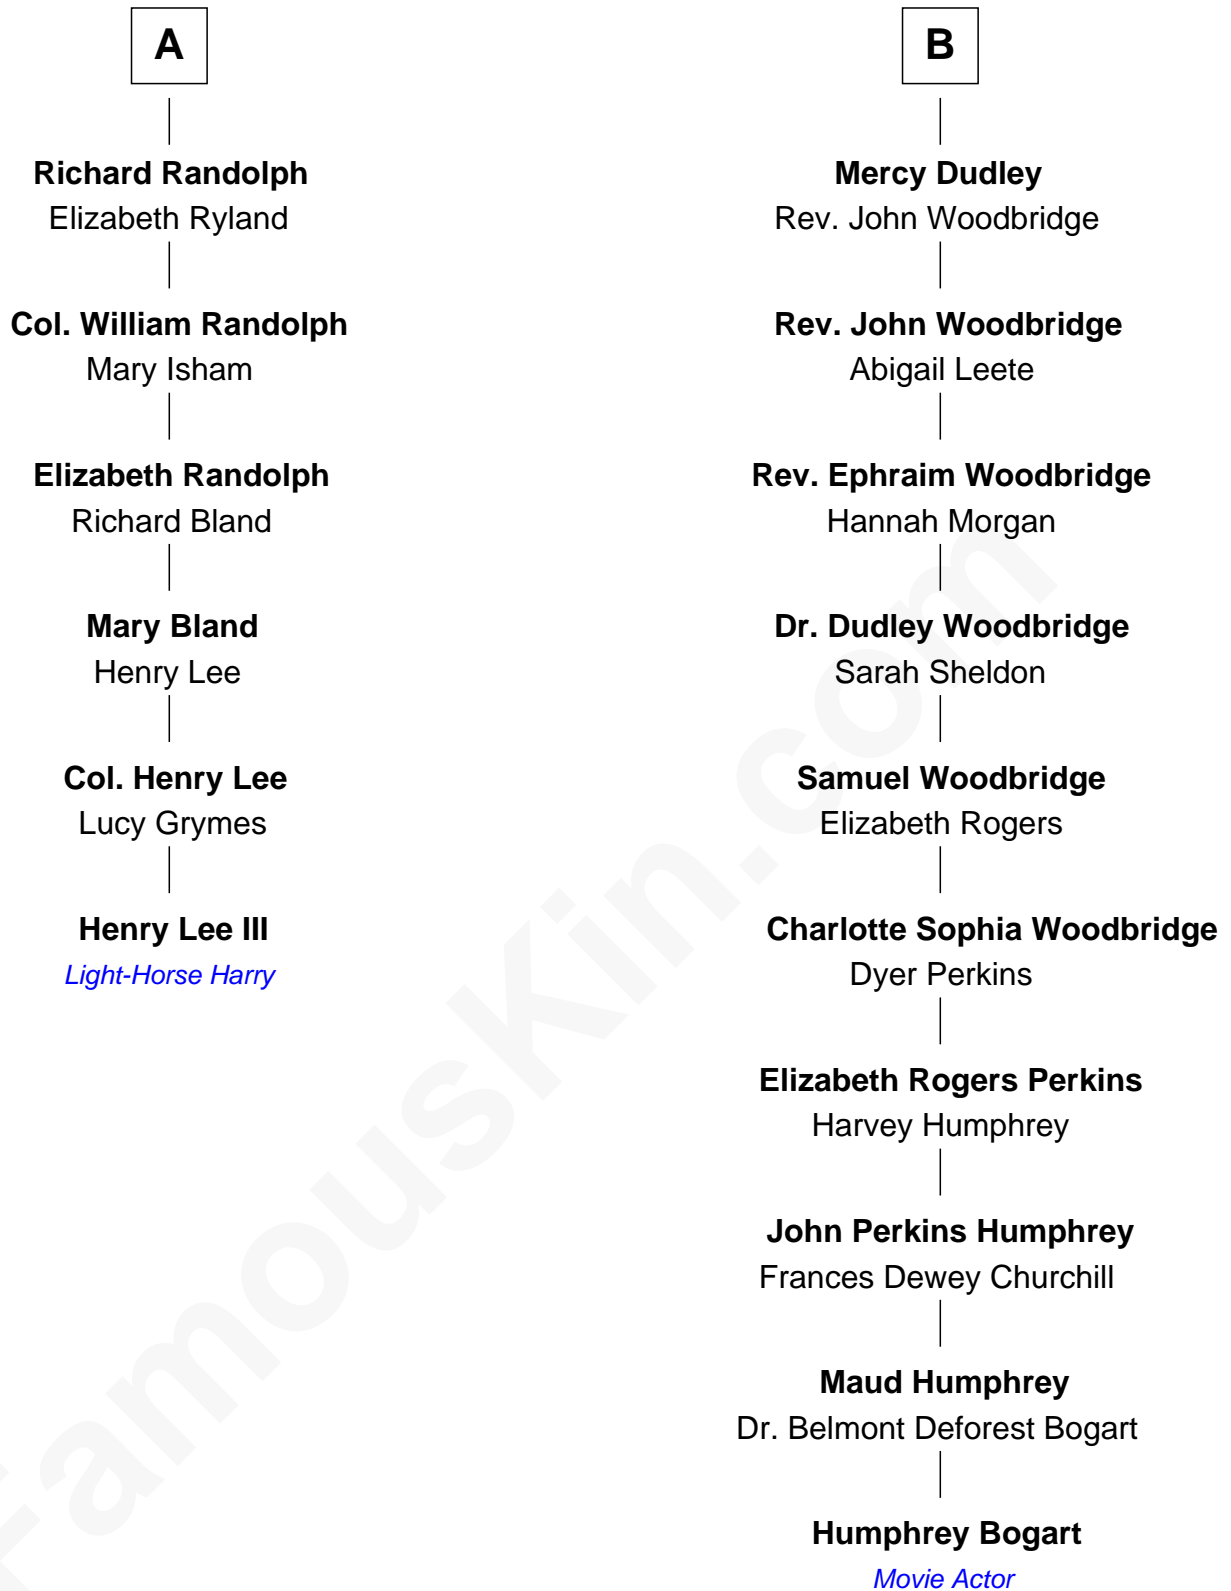 A
Richard Randolph
Elizabeth Ryland
Col. William Randolph
Mary Isham
Elizabeth Randolph
Richard Bland
Mary Bland
Henry Lee
Col. Henry Lee
Lucy Grymes
Henry Lee III
Light-Horse Harry
B
Mercy Dudley
Rev. John Woodbridge
Rev. John Woodbridge
Abigail Leete
Rev. Ephraim Woodbridge
Hannah Morgan
Dr. Dudley Woodbridge
Sarah Sheldon
Samuel Woodbridge
Elizabeth Rogers
Charlotte Sophia Woodbridge
Dyer Perkins
Elizabeth Rogers Perkins
Harvey Humphrey
John Perkins Humphrey
Frances Dewey Churchill
Maud Humphrey
Dr. Belmont Deforest Bogart
Humphrey Bogart
Movie Actor
FamousKin.com